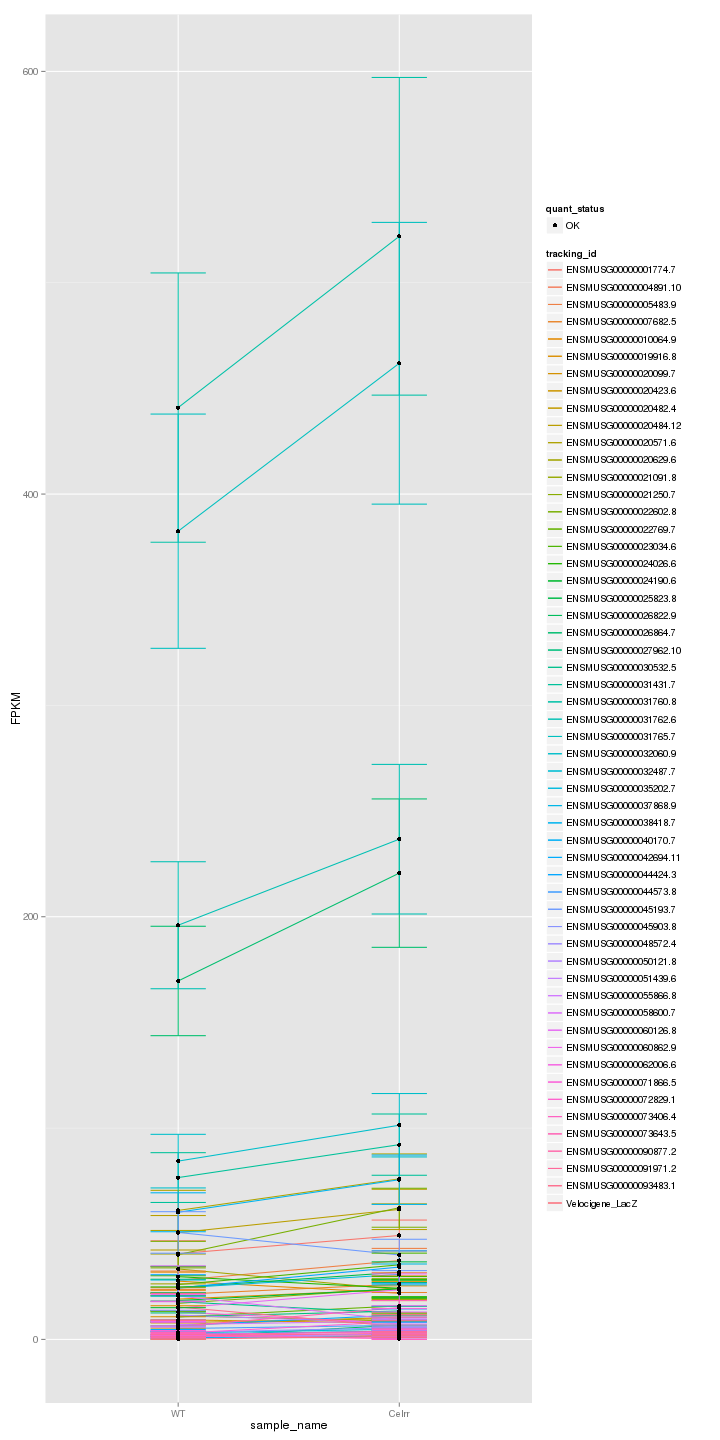 600
400
200
0
FPKM
WT
Celrr
sample_name
quant_status
OK
tracking_id
ENSMUSG00000001774.7
ENSMUSG00000004891.10
ENSMUSG00000005483.9
ENSMUSG00000007682.5
ENSMUSG00000010064.9
ENSMUSG00000019916.8
ENSMUSG00000020099.7
ENSMUSG00000020423.6
ENSMUSG00000020482.4
ENSMUSG00000020484.12
ENSMUSG00000020571.6
ENSMUSG00000020629.6
ENSMUSG00000021091.8
ENSMUSG00000021250.7
ENSMUSG00000022602.8
ENSMUSG00000022769.7
ENSMUSG00000023034.6
ENSMUSG00000024026.6
ENSMUSG00000024190.6
ENSMUSG00000025823.8
ENSMUSG00000026822.9
ENSMUSG00000026864.7
ENSMUSG00000027962.10
ENSMUSG00000030532.5
ENSMUSG00000031431.7
ENSMUSG00000031760.8
ENSMUSG00000031762.6
ENSMUSG00000031765.7
ENSMUSG00000032060.9
ENSMUSG00000032487.7
ENSMUSG00000035202.7
ENSMUSG00000037868.9
ENSMUSG00000038418.7
ENSMUSG00000040170.7
ENSMUSG00000042694.11
ENSMUSG00000044424.3
ENSMUSG00000044573.8
ENSMUSG00000045193.7
ENSMUSG00000045903.8
ENSMUSG00000048572.4
ENSMUSG00000050121.8
ENSMUSG00000051439.6
ENSMUSG00000055866.8
ENSMUSG00000058600.7
ENSMUSG00000060126.8
ENSMUSG00000060862.9
ENSMUSG00000062006.6
ENSMUSG00000071866.5
ENSMUSG00000072829.1
ENSMUSG00000073406.4
ENSMUSG00000073643.5
ENSMUSG00000090877.2
ENSMUSG00000091971.2
ENSMUSG00000093483.1
Velocigene_LacZ